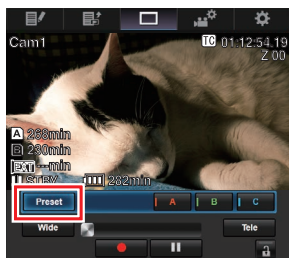 Cam1
TC 01:12:54.19
Z 00
A 268min
B 230min
EXT ---min
STBY 282min
Preset A B C
Wide Tele